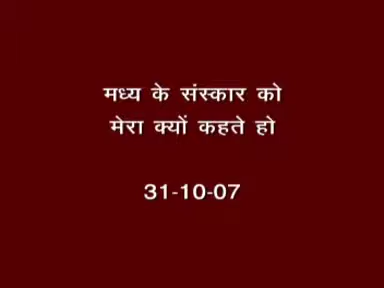 मध्य के संस्कार को
मेरा क्यों कहते हो
31-10-07